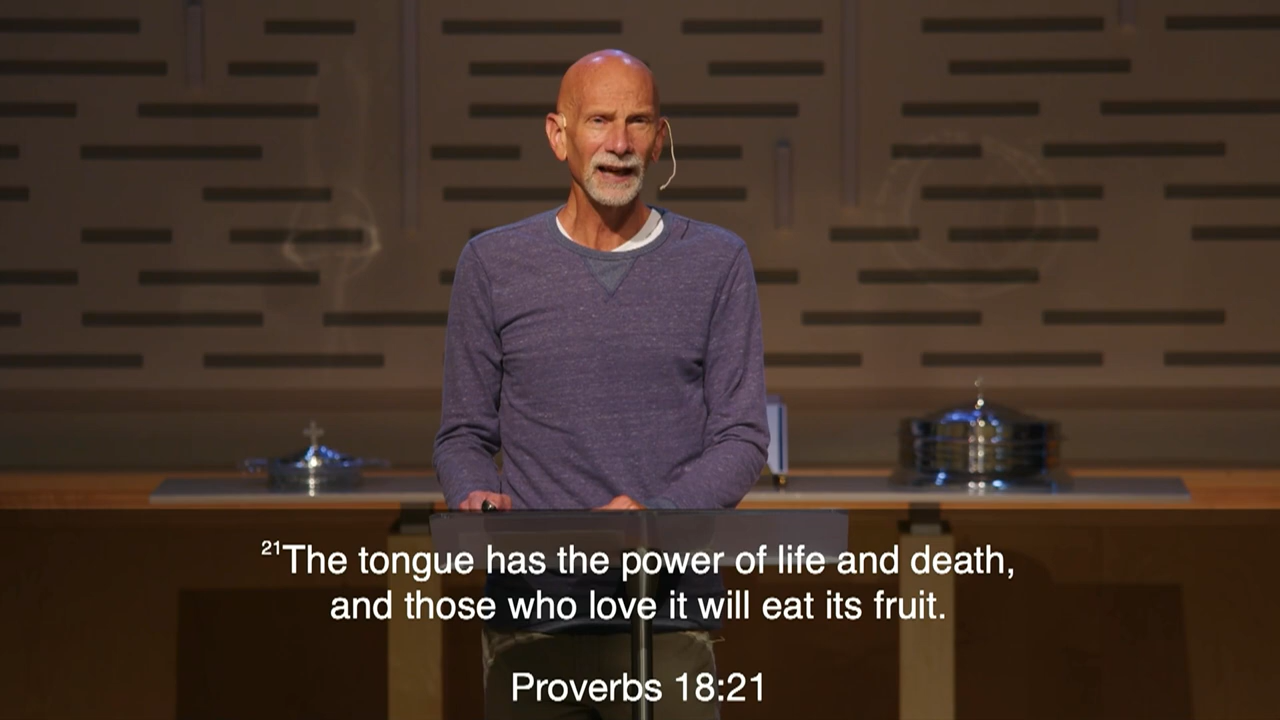 ²¹The tongue has the power of life and death,
and those who love it will eat its fruit.
Proverbs 18:21